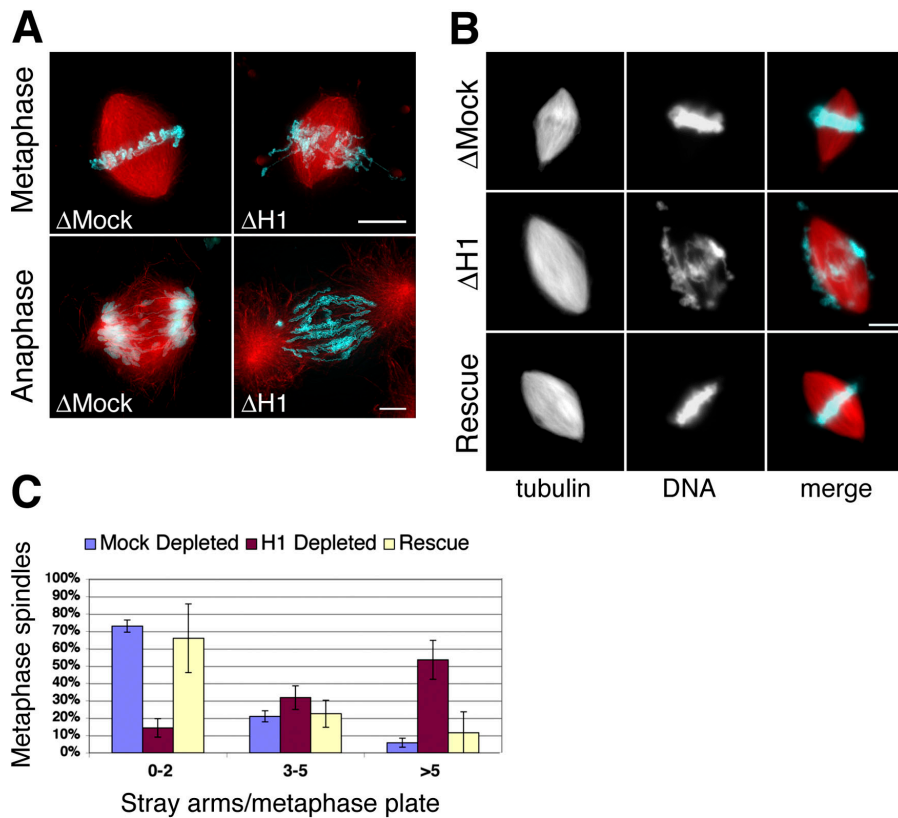 A
Metaphase
ΔMock
ΔH1
Anaphase
ΔMock
ΔH1
B
ΔMock
ΔH1
Rescue
tubulin
DNA
merge
C
Mock Depleted
H1 Depleted
Rescue
Metaphase spindles
100%
90%
80%
70%
60%
50%
40%
30%
20%
10%
0%
0-2
3-5
>5
Stray arms/metaphase plate